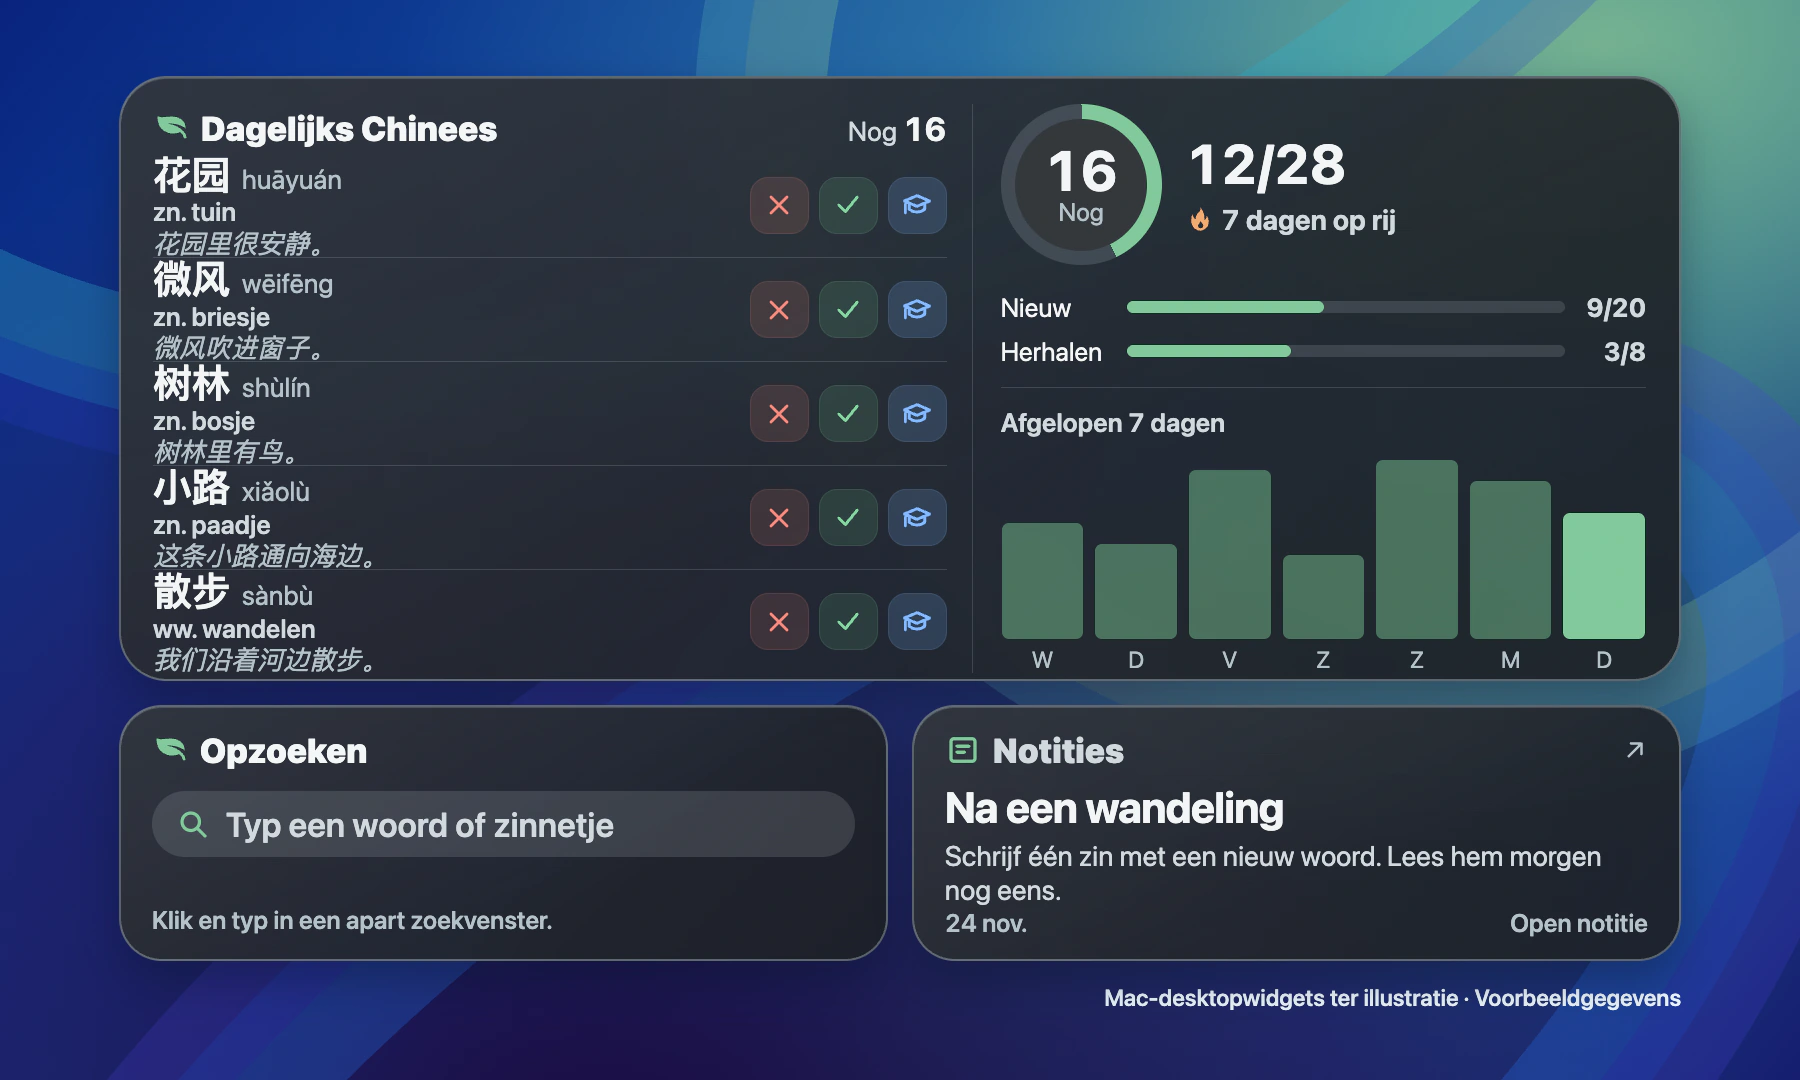 Dagelijks Chinees
Nog 16
花园 huāyuán
zn. tuin
花园里很安静。
微风 wēifēng
zn. briesje
微风吹进窗子。
树林 shùlín
zn. bosje
树林里有鸟。
小路 xiǎolù
zn. paadje
这条小路通向海边。
散步 sànbù
ww. wandelen
我们沿着河边散步。
16
Nog
12/28
7 dagen op rij
Nieuw 9/20
Herhalen 3/8
Afgelopen 7 dagen
W D V Z Z M D
Opzoeken
Typ een woord of zinnetje
Klik en typ in een apart zoekvenster.
Notities
Na een wandeling
Schrijf één zin met een nieuw woord. Lees hem morgen
nog eens.
24 nov.
Open notitie
Mac-desktopwidgets ter illustratie · Voorbeeldgegevens